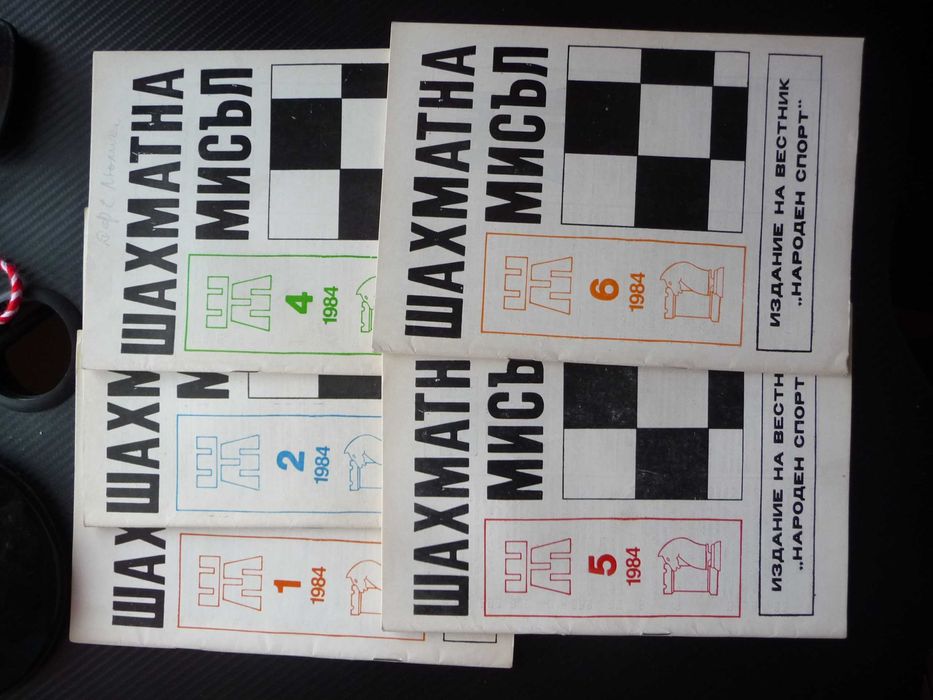 ШАХМАТНА
МИСЪЛ
4
1984
ШАХМАТНА
МИСЪЛ
6
1984
ИЗДАНИЕ НА ВЕСТНИК
„НАРОДЕН СПОРТ"
ШАХМ
М
2
1984
ШАХ
1
1984
ШАХМАТН
МИСЪ
5
1984
ИЗДАНИЕ НА ВЕСТН
„НАРОДЕН СПОРТ